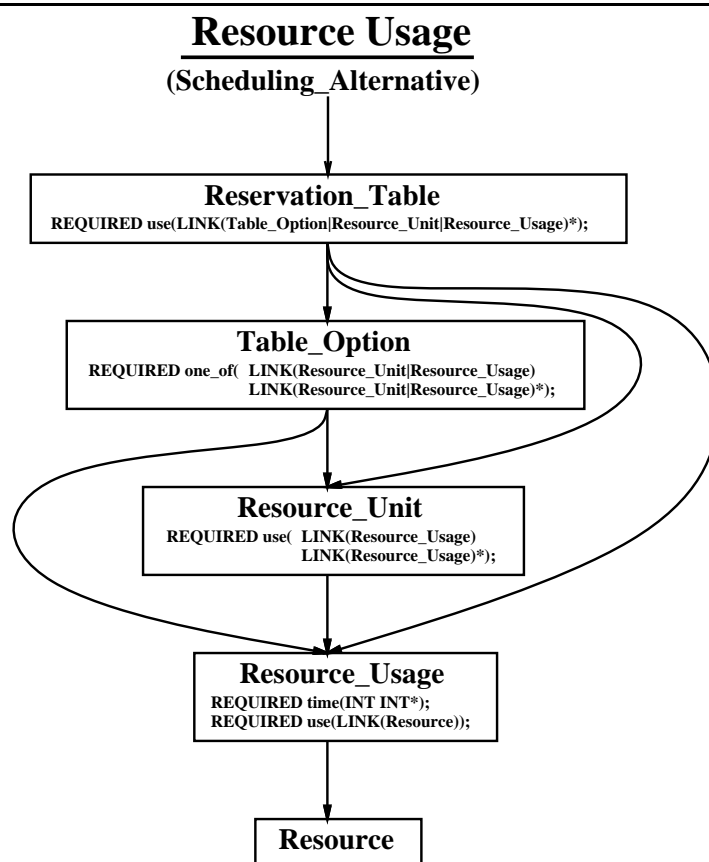 Resource Usage
(Scheduling_Alternative)
Reservation_Table
REQUIRED use(LINK(Table_Option|Resource_Unit|Resource_Usage)*);
Table_Option
REQUIRED one_of( LINK(Resource_Unit|Resource_Usage)
LINK(Resource_Unit|Resource_Usage)*);
Resource_Unit
REQUIRED use( LINK(Resource_Usage)
LINK(Resource_Usage)*);
Resource_Usage
REQUIRED time(INT INT*);
REQUIRED use(LINK(Resource));
Resource